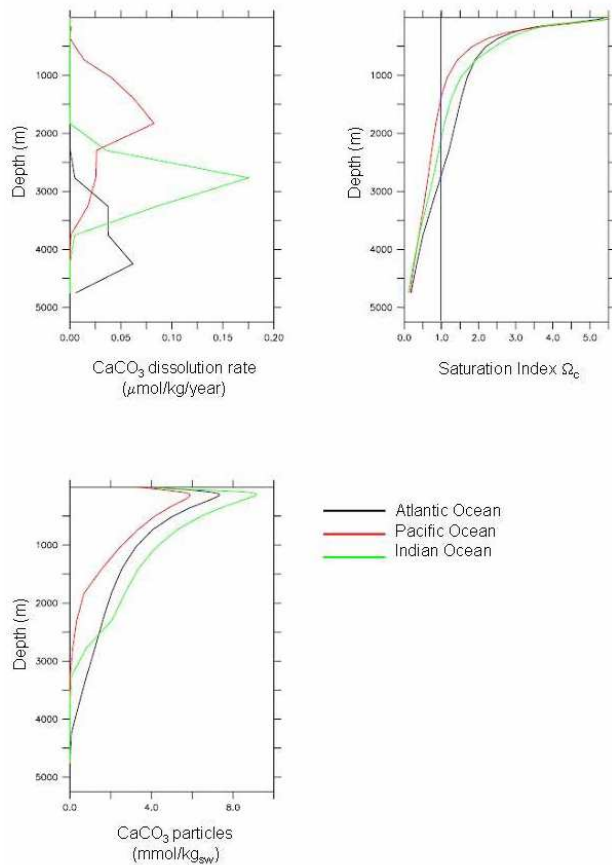 1000
2000
3000
4000
5000
Depth (m)
0.00 0.05 0.10 0.15 0.20
CaCO₃ dissolution rate
(μmol/kg/year)
1000
2000
3000
4000
5000
Depth (m)
0.0 1.0 2.0 3.0 4.0 5.0
Saturation Index Ω꜀
1000
2000
3000
4000
5000
Depth (m)
0.0 4.0 8.0
CaCO₃ particles
(mmol/kgsw)
Atlantic Ocean
Pacific Ocean
Indian Ocean